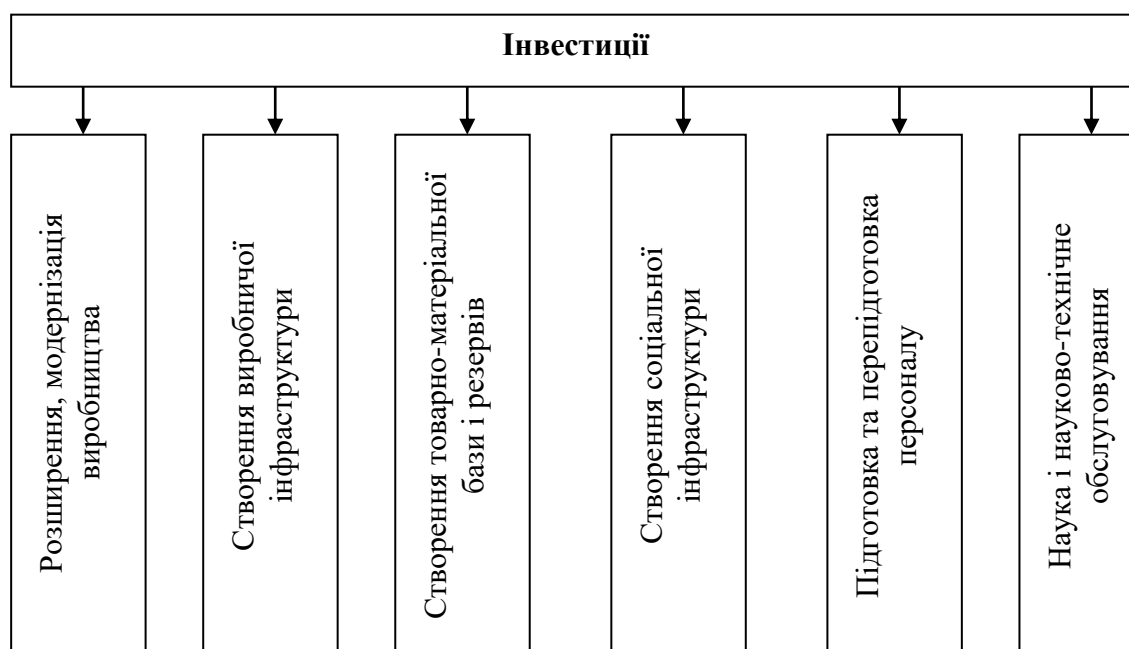 Інвестиції
Розширення, модернізація
виробництва
Створення виробничої
інфраструктури
Створення товарно-матеріальної
бази і резервів
Створення соціальної
інфраструктури
Підготовка та перепідготовка
персоналу
Наука і науково-технічне
обслуговування